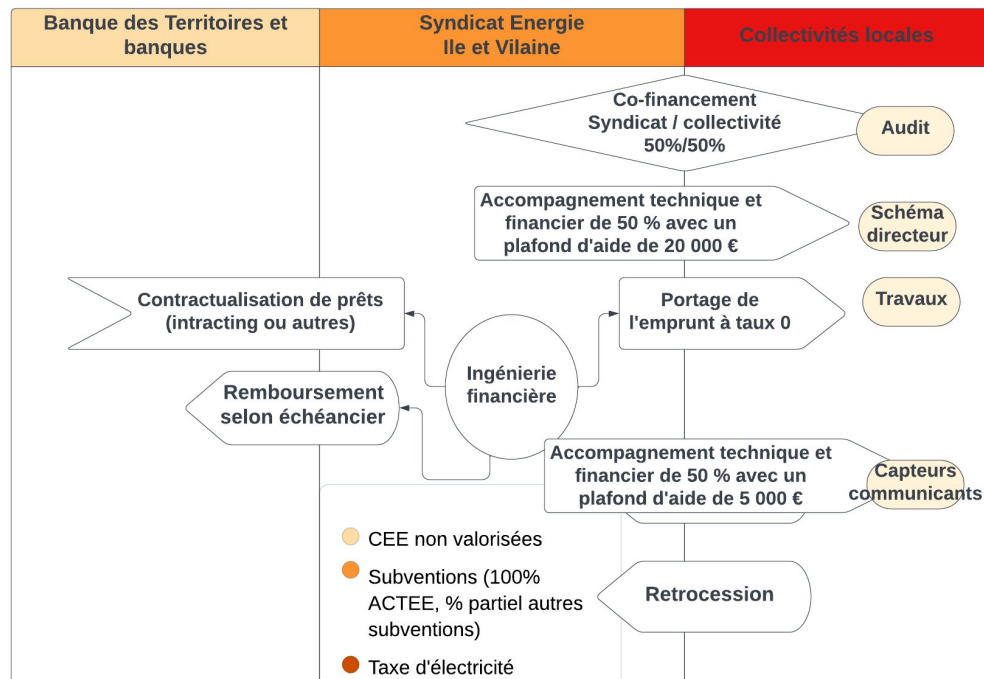 Banque des Territoires et
banques
Syndicat Energie
Ile et Vilaine
Collectivités locales
Co-financement
Syndicat / collectivité
50%/50%
Audit
Accompagnement technique et
financier de 50 % avec un
plafond d'aide de 20 000 €
Schéma
directeur
Contractualisation de prêts
(intracting ou autres)
Portage de
l'emprunt à taux 0
Travaux
Ingénierie
financière
Remboursement
selon échéancier
Accompagnement technique et
financier de 50 % avec un
plafond d'aide de 5 000 €
Capteurs
communicants
CEE non valorisées
Subventions (100%
ACTEE, % partiel autres
subventions)
Taxe d'électricité
Retrocession